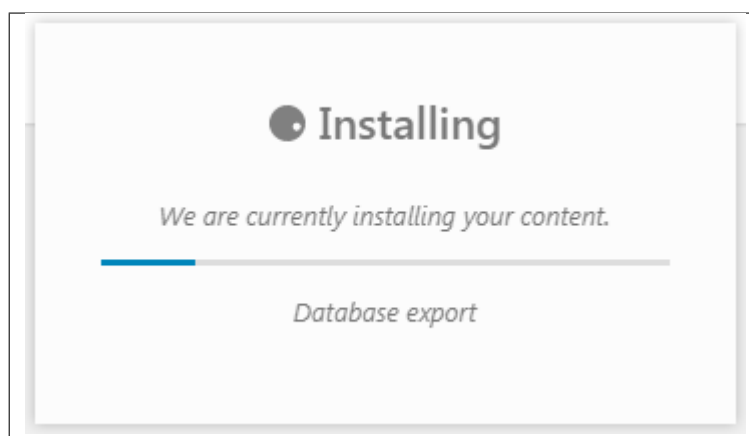 Installing
We are currently installing your content.
Database export